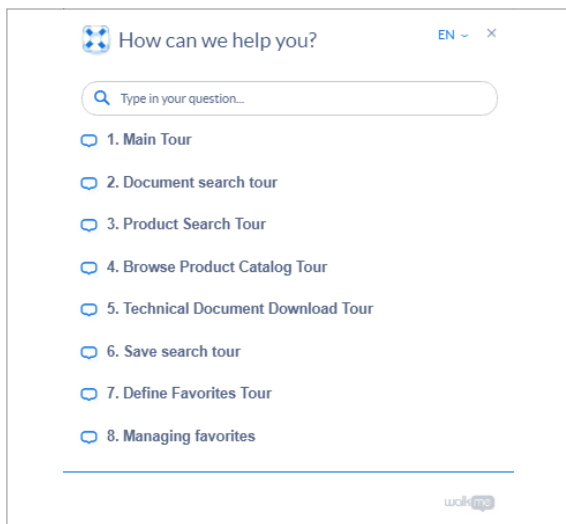 How can we help you?
EN
Type in your question...
1. Main Tour
2. Document search tour
3. Product Search Tour
4. Browse Product Catalog Tour
5. Technical Document Download Tour
6. Save search tour
7. Define Favorites Tour
8. Managing favorites
walkme